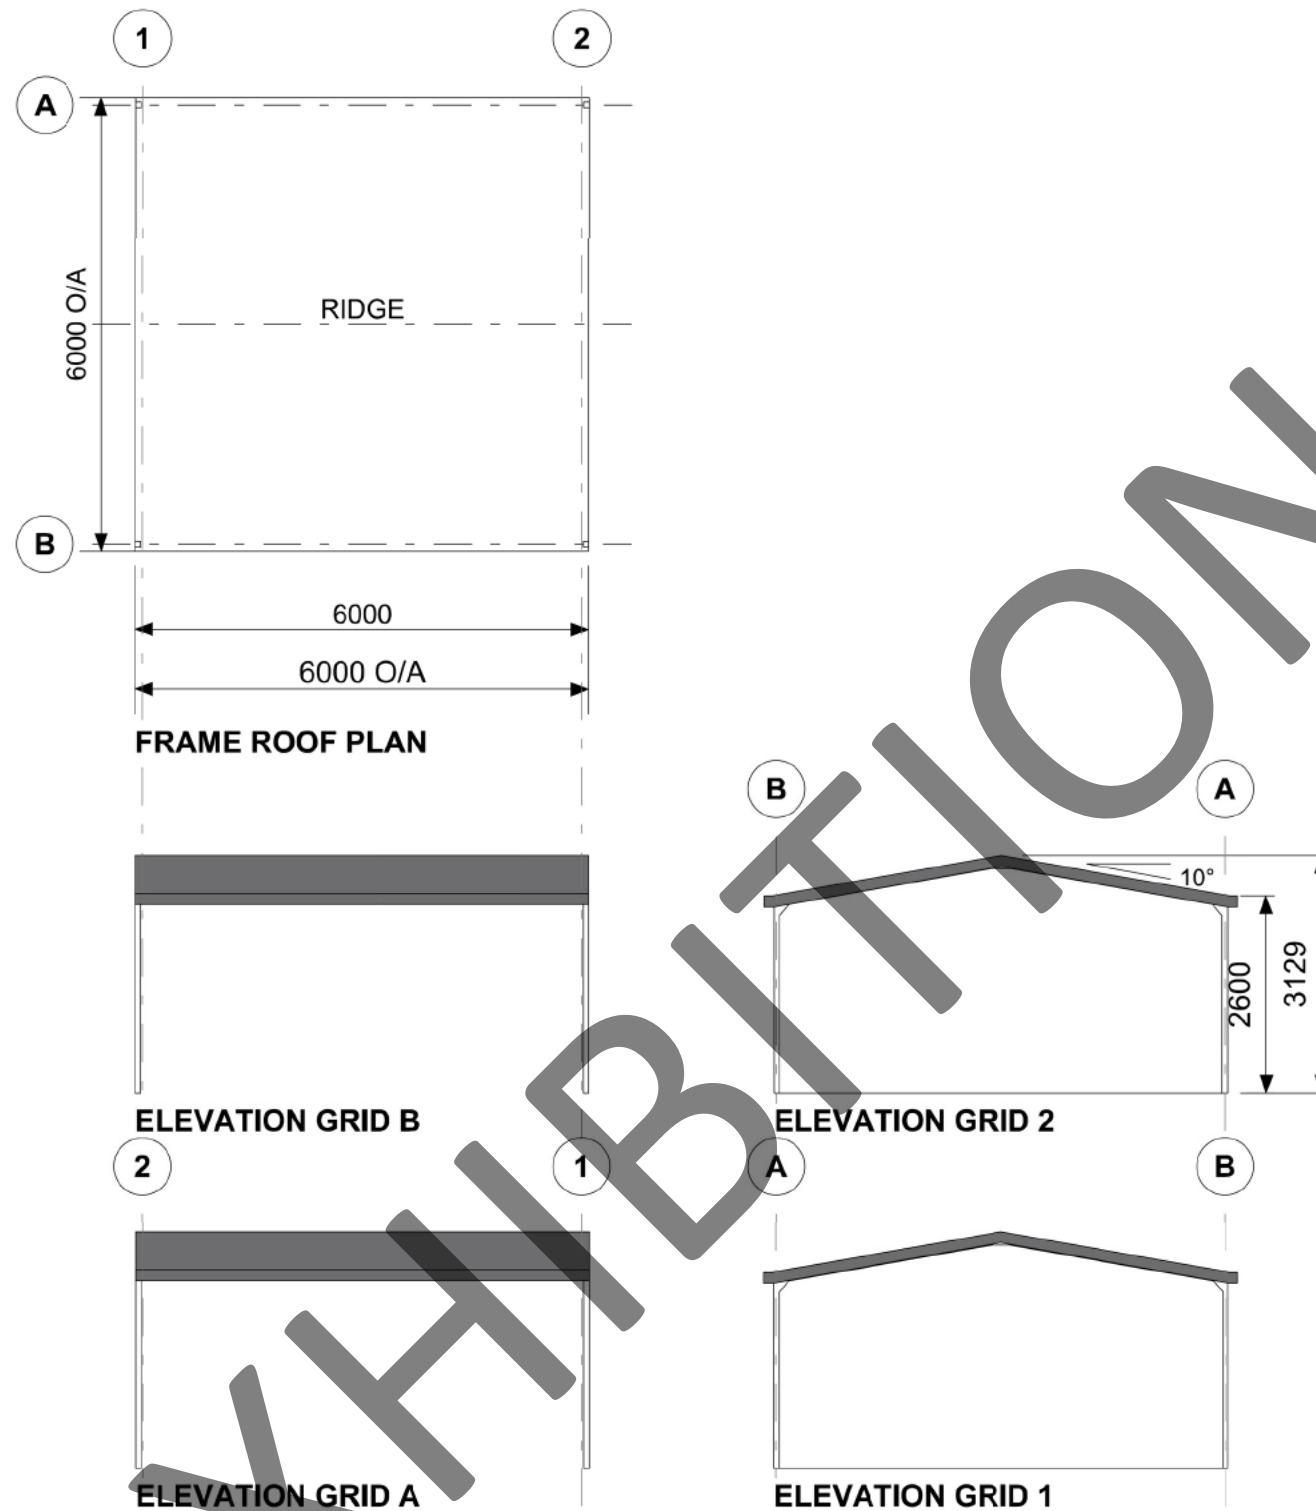 1 2
A
6000 O/A
RIDGE
B
6000
6000 O/A
FRAME ROOF PLAN
B A
10°
2600
3129
ELEVATION GRID B
ELEVATION GRID 2
2 1
A B
ELEVATION GRID A
ELEVATION GRID 1
YHIBITION